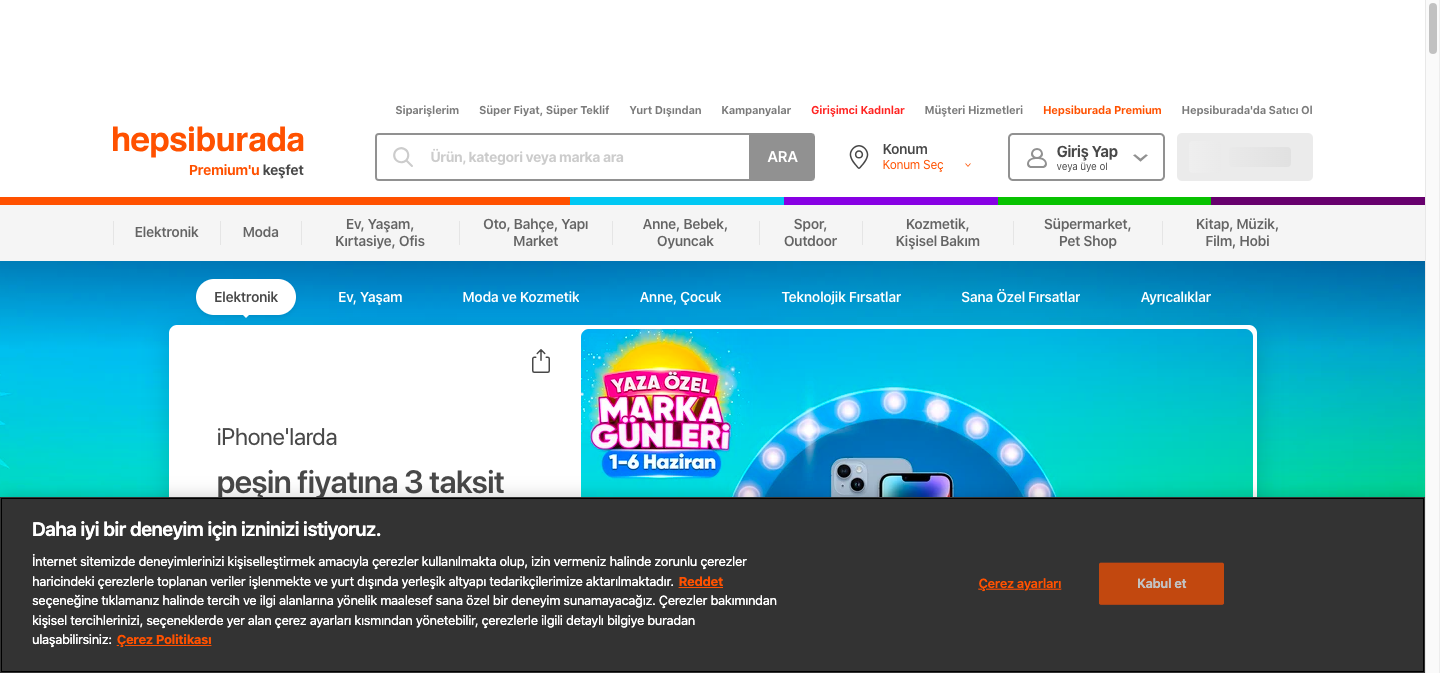 Siparişlerim Süper Fiyat, Süper Teklif Yurt Dışından Kampanyalar Girişimci Kadınlar Müşteri Hizmetleri Hepsiburada Premium Hepsiburada'da Satıcı Ol
hepsiburada
Premium'u keşfet
Ürün, kategori veya marka ara
ARA
Konum
Konum Seç
Giriş Yap
veya üye ol
Elektronik
Moda
Ev, Yaşam,
Kırtasiye, Ofis
Oto, Bahçe, Yapı
Market
Anne, Bebek,
Oyuncak
Spor,
Outdoor
Kozmetik,
Kişisel Bakım
Süpermarket,
Pet Shop
Kitap, Müzik,
Film, Hobi
Elektronik Ev, Yaşam Moda ve Kozmetik Anne, Çocuk Teknolojik Fırsatlar Sana Özel Fırsatlar Ayrıcalıklar
iPhone'larda
peşin fiyatına 3 taksit
YAZA ÖZEL
MARKA
GÜNLERİ
1-6 Haziran
Daha iyi bir deneyim için izninizi istiyoruz.
İnternet sitemizde deneyimlerinizi kişiselleştirmek amacıyla çerezler kullanılmakta olup, izin vermeniz halinde zorunlu çerezler
haricindeki çerezlerle toplanan veriler işlenmekte ve yurt dışında yerleşik altyapı tedarikçilerimize aktarılmaktadır. Reddet
seçeneğine tıklamanız halinde tercih ve ilgi alanlarına yönelik maalesef sana özel bir deneyim sunamayacağız. Çerezler bakımından
kişisel tercihlerinizi, seçeneklerde yer alan çerez ayarları kısmından yönetebilir, çerezlerle ilgili detaylı bilgiye buradan
ulaşabilirsiniz: Çerez Politikası
Çerez ayarları
Kabul et